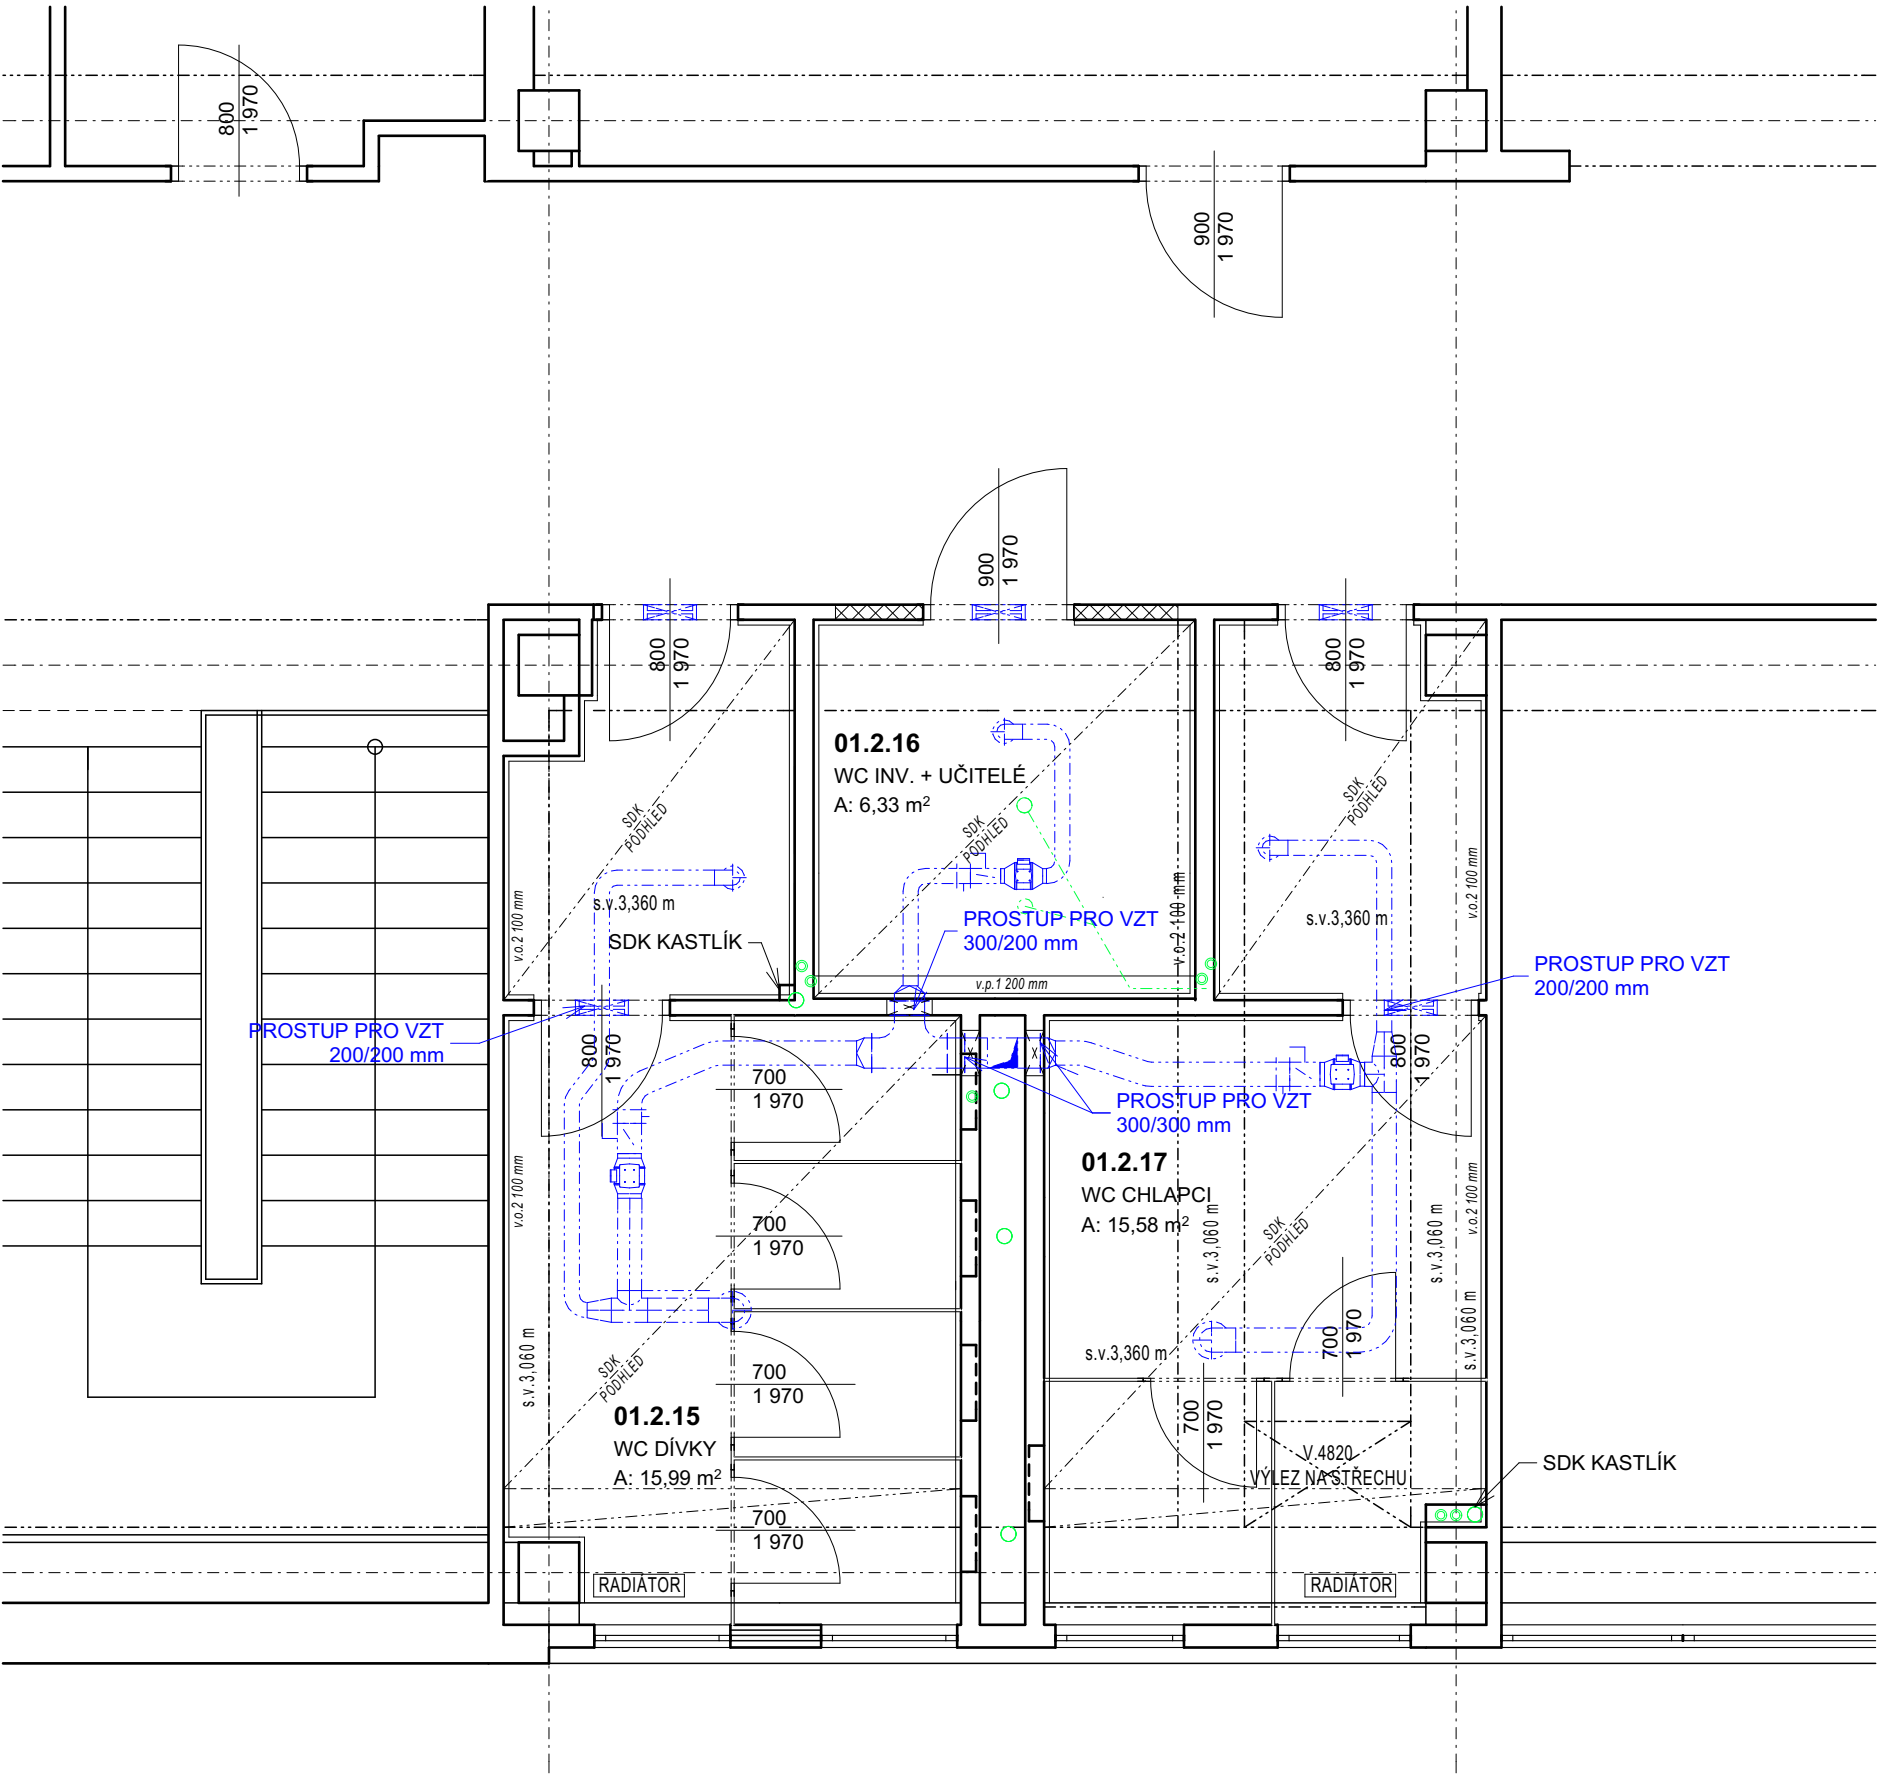 800
1 970
900
1 970
900
1 970
800
1 970
800
1 970
01.2.16
WC INV. + UČITELÉ
A: 6,33 m²
SDK
PODHLED
SDK
PODHLED
SDK
PODHLED
s.v.3,360 m
v.o.2 100 mm
SDK KASTLÍK
PROSTUP PRO VZT
300/200 mm
v.o.2 100 mm
v.p.1 200 mm
s.v.3,360 m
v.o.2 100 mm
PROSTUP PRO VZT
200/200 mm
PROSTUP PRO VZT
200/200 mm
800
1 970
800
1 970
700
1 970
PROSTUP PRO VZT
300/300 mm
01.2.17
WC CHLAPCI
A: 15,58 m²
v.o.2 100 mm
700
1 970
s.v.3,060 m
SDK
PODHLED
s.v.3,060 m
v.o.2 100 mm
s.v.3,060 m
SDK
PODHLED
700
1 970
s.v.3,360 m
700
1 970
s.v.3,060 m
01.2.15
WC DÍVKY
A: 15,99 m²
700
1 970
V.4820
VÝLEZ NA STŘECHU
SDK KASTLÍK
700
1 970
RADIÁTOR
RADIÁTOR